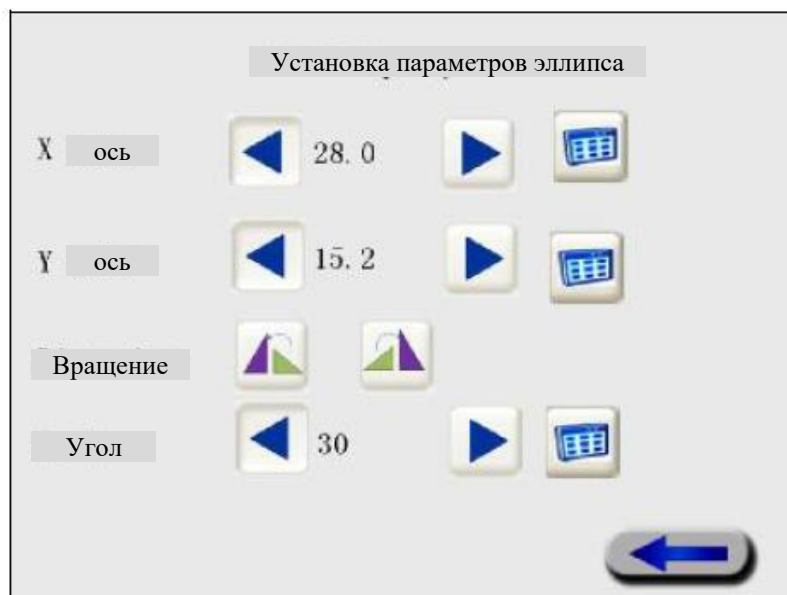 Установка параметров эллипса
X ось 28. 0
Y ось 15. 2
Вращение
Угол 30